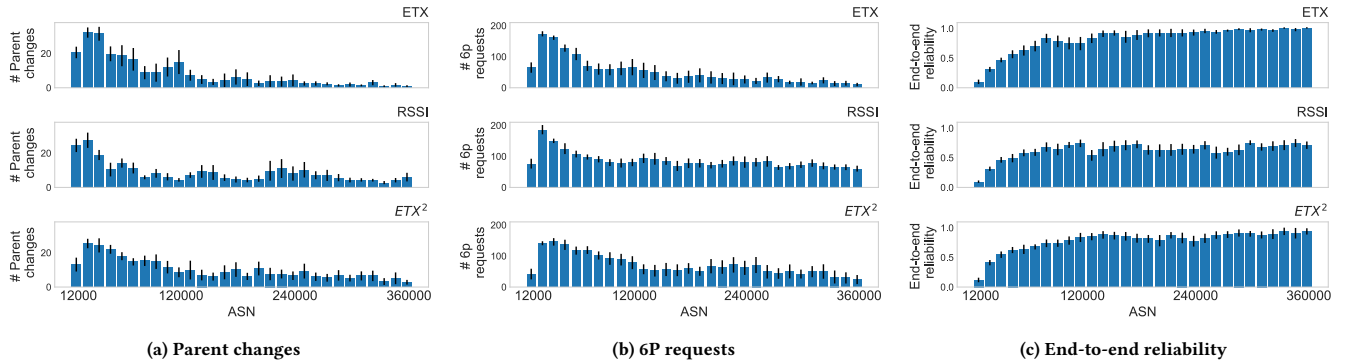 ETX
# Parent
changes
20
0
RSSI
# Parent
changes
20
0
ETX²
# Parent
changes
20
0
12000 120000 240000 360000
ASN
(a) Parent changes
ETX
# 6p
requests
200
100
0
RSSI
# 6p
requests
200
100
0
ETX²
# 6p
requests
200
100
0
12000 120000 240000 360000
ASN
(b) 6P requests
ETX
End-to-end
reliability
1.0
0.5
0.0
RSSI
End-to-end
reliability
1.0
0.5
0.0
ETX²
End-to-end
reliability
1.0
0.5
0.0
12000 120000 240000 360000
ASN
(c) End-to-end reliability